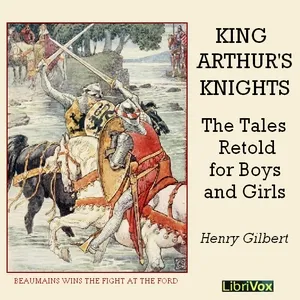 KING
ARTHUR'S
KNIGHTS
The Tales
Retold
for Boys
and Girls
Henry Gilbert
BEAUMAINS WINS THE FIGHT AT THE FORD
LibriVox